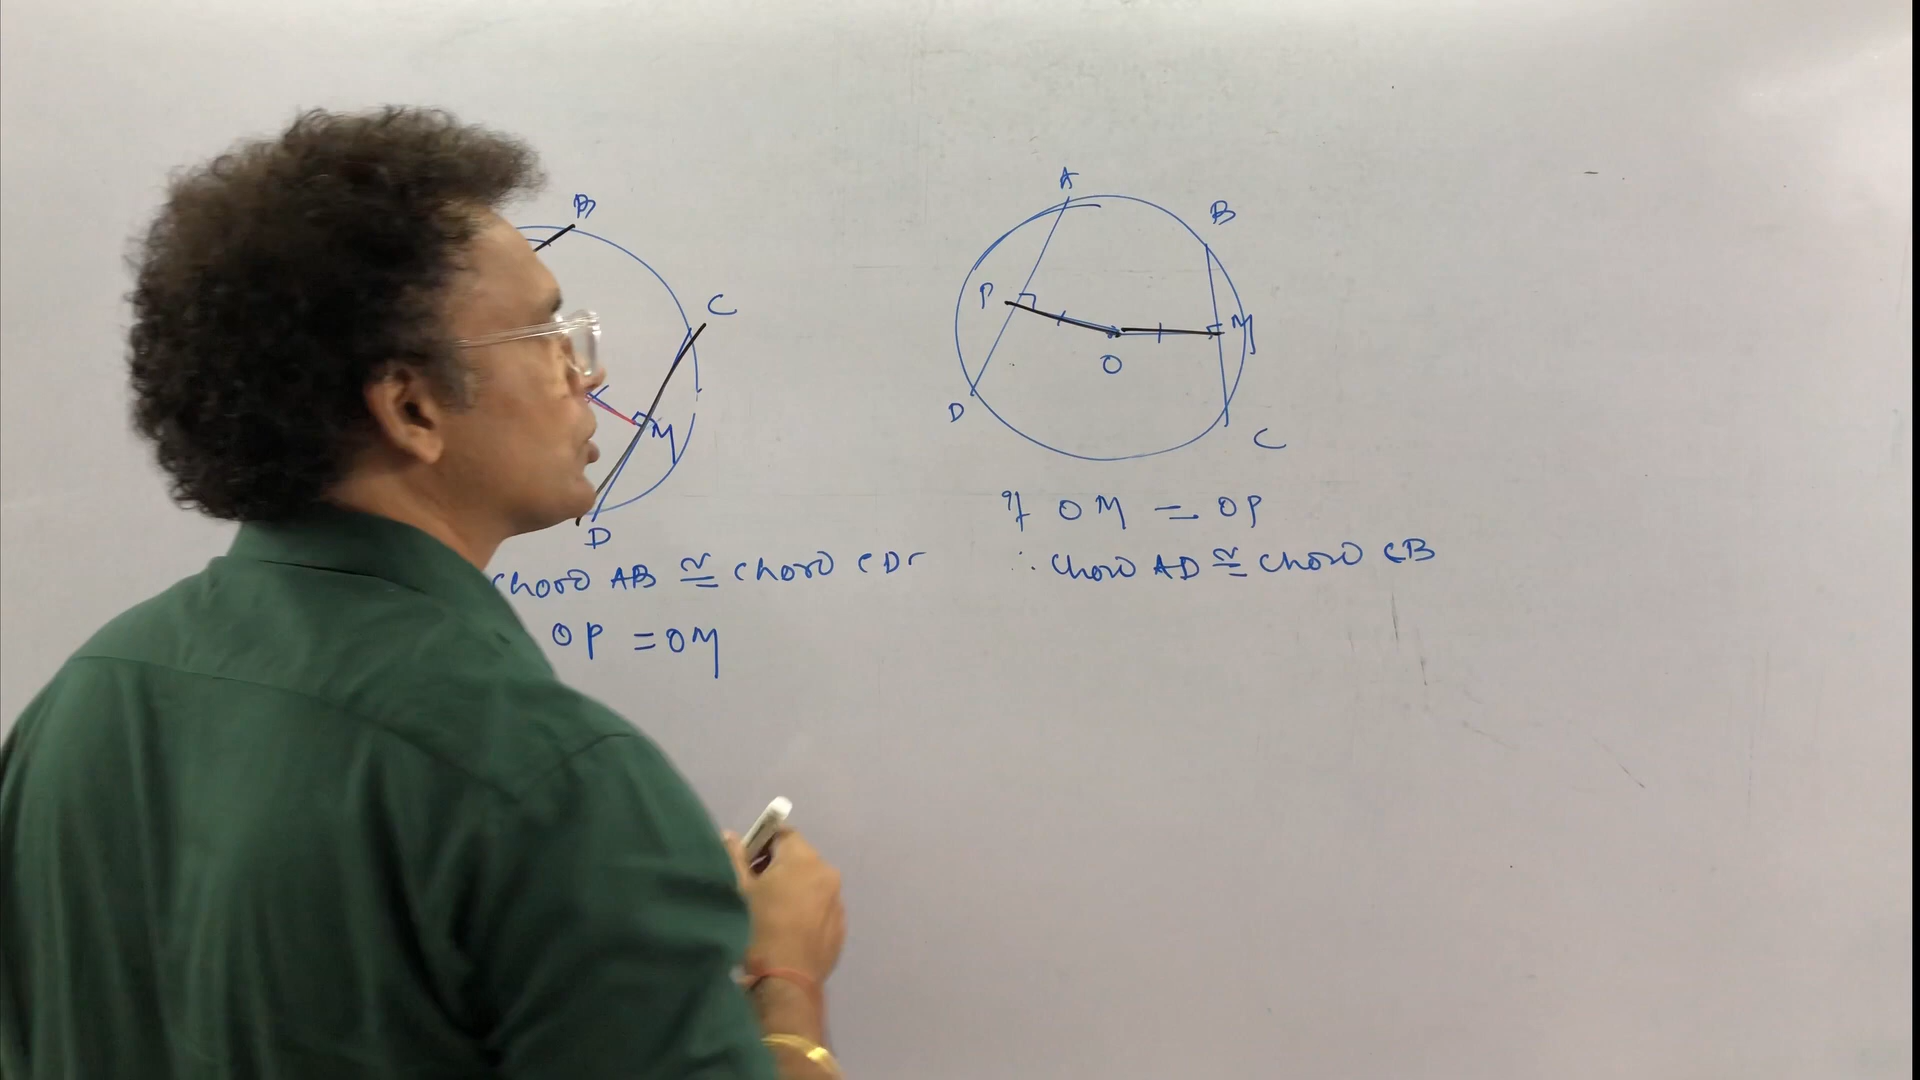 B
C
M
D
chord AB ≅ chord CD
OP = OM
A
B
P
M
O
D
C
If OM = OP
∴ chord AD ≅ chord CB